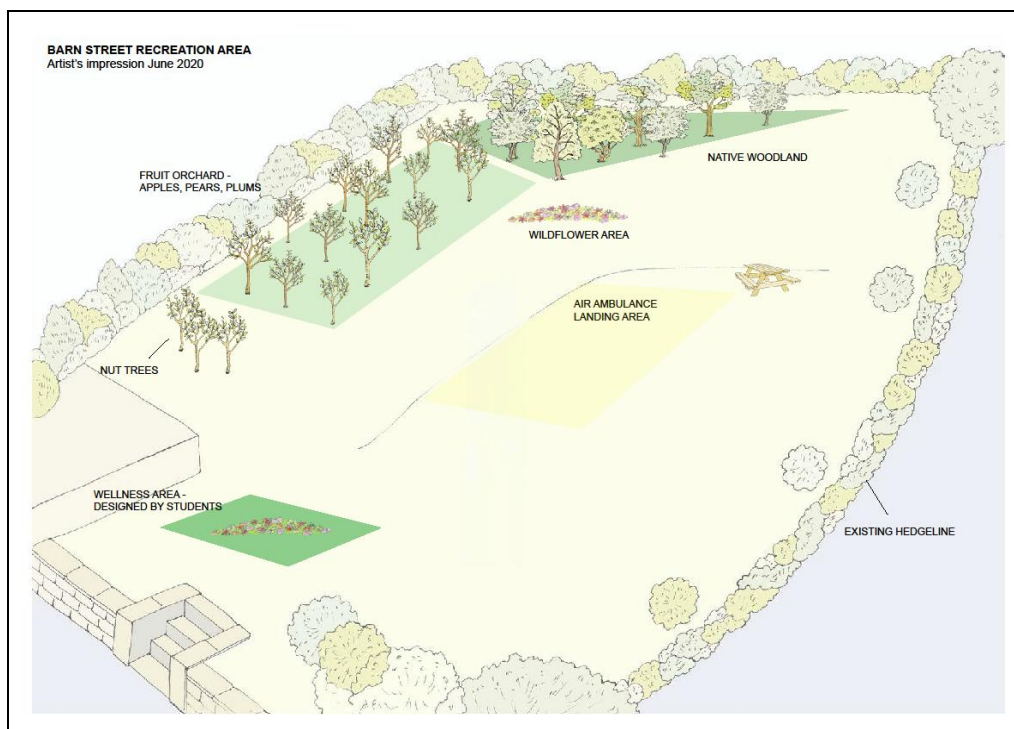 BARN STREET RECREATION AREA
Artist's impression June 2020
NATIVE WOODLAND
FRUIT ORCHARD -
APPLES, PEARS, PLUMS
WILDFLOWER AREA
AIR AMBULANCE
LANDING AREA
NUT TREES
WELLNESS AREA -
DESIGNED BY STUDENTS
EXISTING HEDGELINE